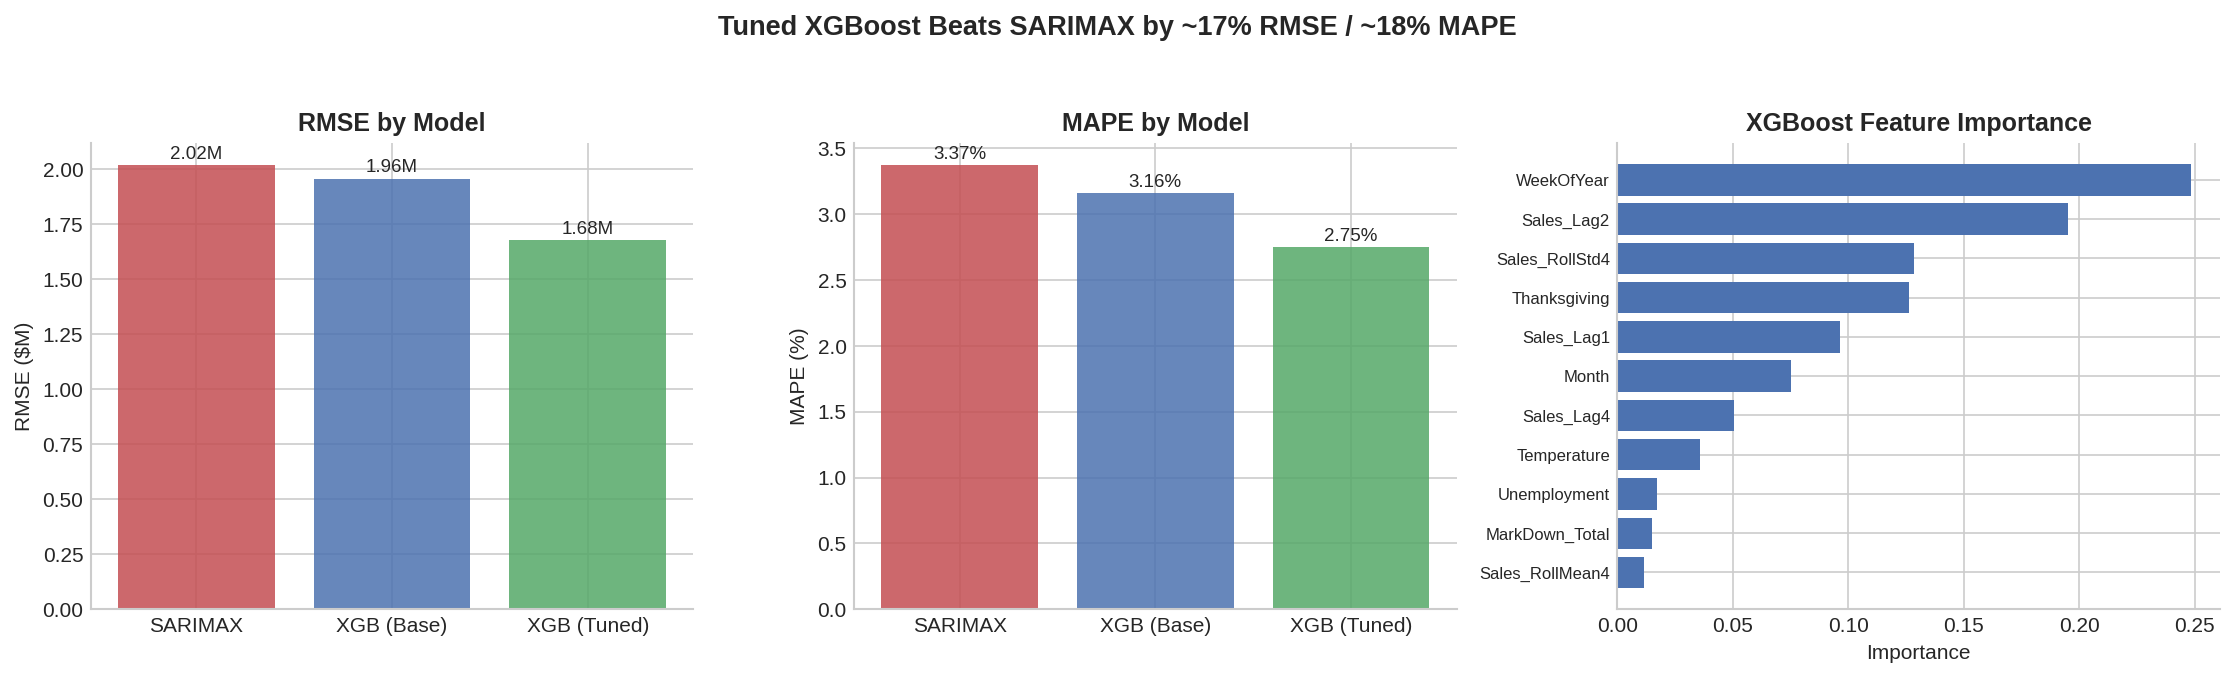 Tuned XGBoost Beats SARIMAX by ~17% RMSE / ~18% MAPE
RMSE by Model
RMSE ($M)
2.00
1.75
1.50
1.25
1.00
0.75
0.50
0.25
0.00
2.02M
1.96M
1.68M
SARIMAX
XGB (Base)
XGB (Tuned)
MAPE by Model
MAPE (%)
3.5
3.0
2.5
2.0
1.5
1.0
0.5
0.0
3.37%
3.16%
2.75%
SARIMAX
XGB (Base)
XGB (Tuned)
XGBoost Feature Importance
WeekOfYear
Sales_Lag2
Sales_RollStd4
Thanksgiving
Sales_Lag1
Month
Sales_Lag4
Temperature
Unemployment
MarkDown_Total
Sales_RollMean4
0.00
0.05
0.10
0.15
0.20
0.25
Importance